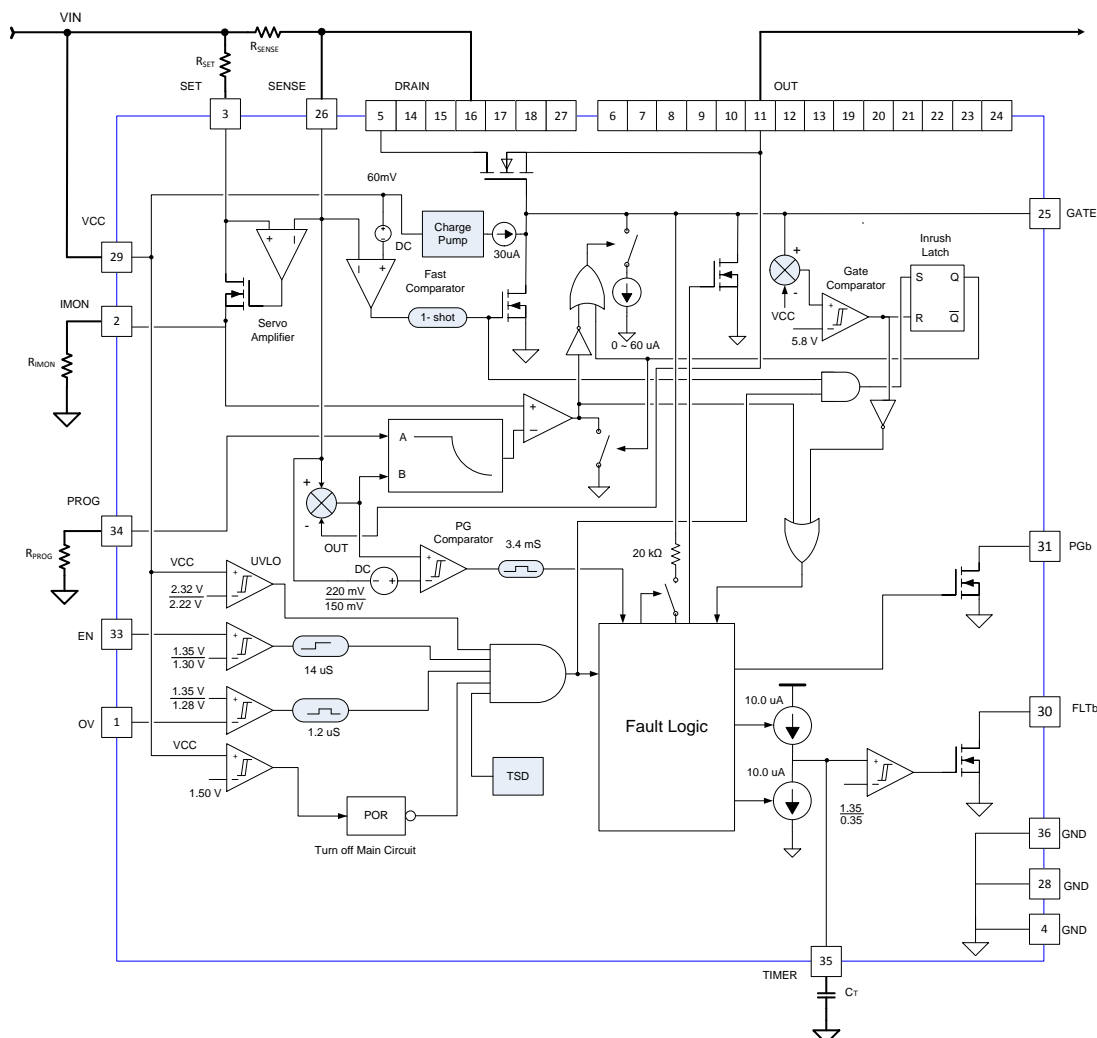 VIN
RSENSE
RSET
SET
SENSE
DRAIN
OUT
3
26
5 14 15 16 17 18 27
6 7 8 9 10 11 12 13 19 20 21 22 23 24
60mV
VCC
29
DC
Charge Pump
30uA
25
GATE
Inrush Latch
S Q
R Q
Gate Comparator
VCC
5.8 V
Fast Comparator
1- shot
IMON
2
Servo Amplifier
0 ~ 60 uA
RIMON
A
B
PROG
34
RPROG
OUT
PG Comparator
3.4 mS
20 kΩ
DC
220 mV
150 mV
31
PGb
VCC
UVLO
2.32 V
2.22 V
EN
33
1.35 V
1.30 V
14 uS
1.35 V
1.28 V
1.2 uS
OV
1
VCC
1.50 V
POR
Turn off Main Circuit
TSD
Fault Logic
10.0 uA
10.0 uA
30
FLTb
1.35
0.35
36
GND
28
GND
4
GND
35
TIMER
CT